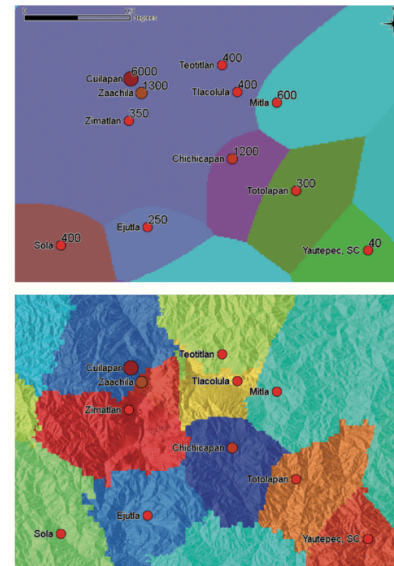 degrees
400
Teotitlan
6000
Cuilapan
1300
Zaachila
400
Tlacolula
600
Mitla
350
Zimatlan
1200
Chichicapan
300
Totolapan
250
Ejutla
400
Sola
40
Yautepec, SC
Teotitlan
Cuilapan
Zaachila
Tlacolula
Mitla
Zimatlan
Chichicapan
Totolapan
Ejutla
Sola
Yautepec, SC